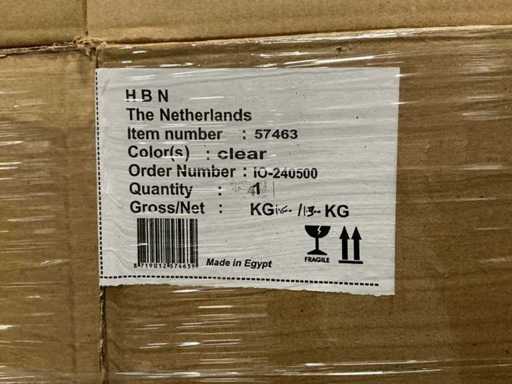 H B N
The Netherlands
Item number : 57463
Color(s) : clear
Order Number : IO-240500
Quantity : 1
Gross/Net : KG / KG
FRAGILE
Made in Egypt
8719012574639